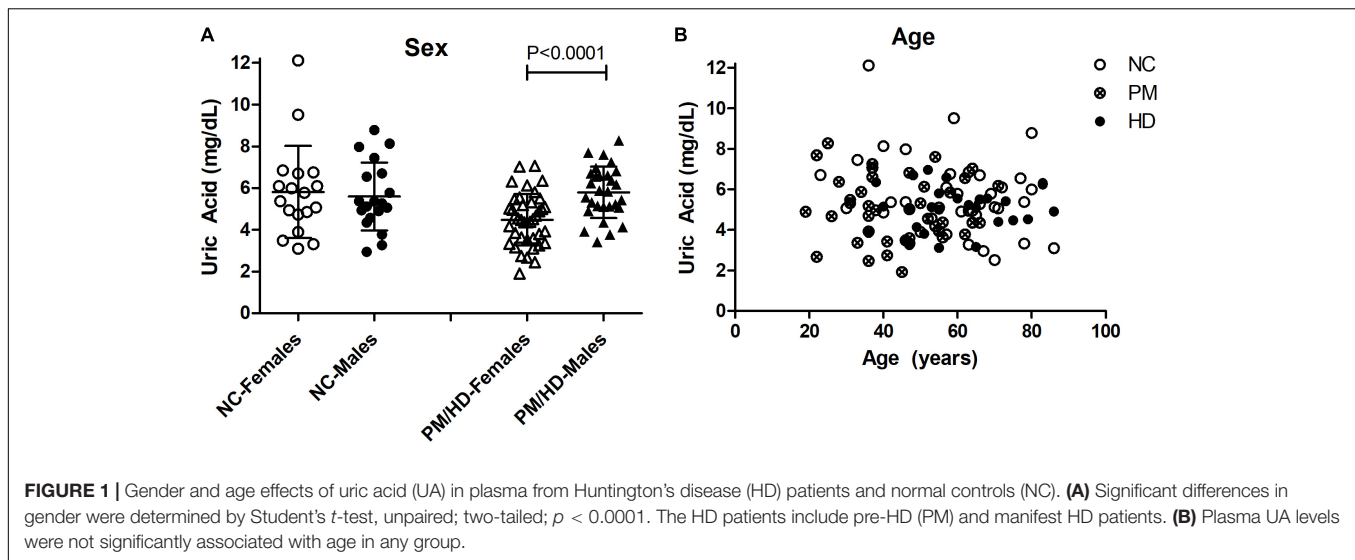 A
Sex
P<0.0001
Uric Acid (mg/dL)
12
10
8
6
4
2
0
NC-Females
NC-Males
PM/HD-Females
PM/HD-Males
B
Age
NC
PM
HD
Uric Acid (mg/dL)
12
10
8
6
4
2
0
0
20
40
60
80
100
Age (years)
FIGURE 1 | Gender and age effects of uric acid (UA) in plasma from Huntington's disease (HD) patients and normal controls (NC). (A) Significant differences in
gender were determined by Student's t-test, unpaired; two-tailed; p < 0.0001. The HD patients include pre-HD (PM) and manifest HD patients. (B) Plasma UA levels
were not significantly associated with age in any group.